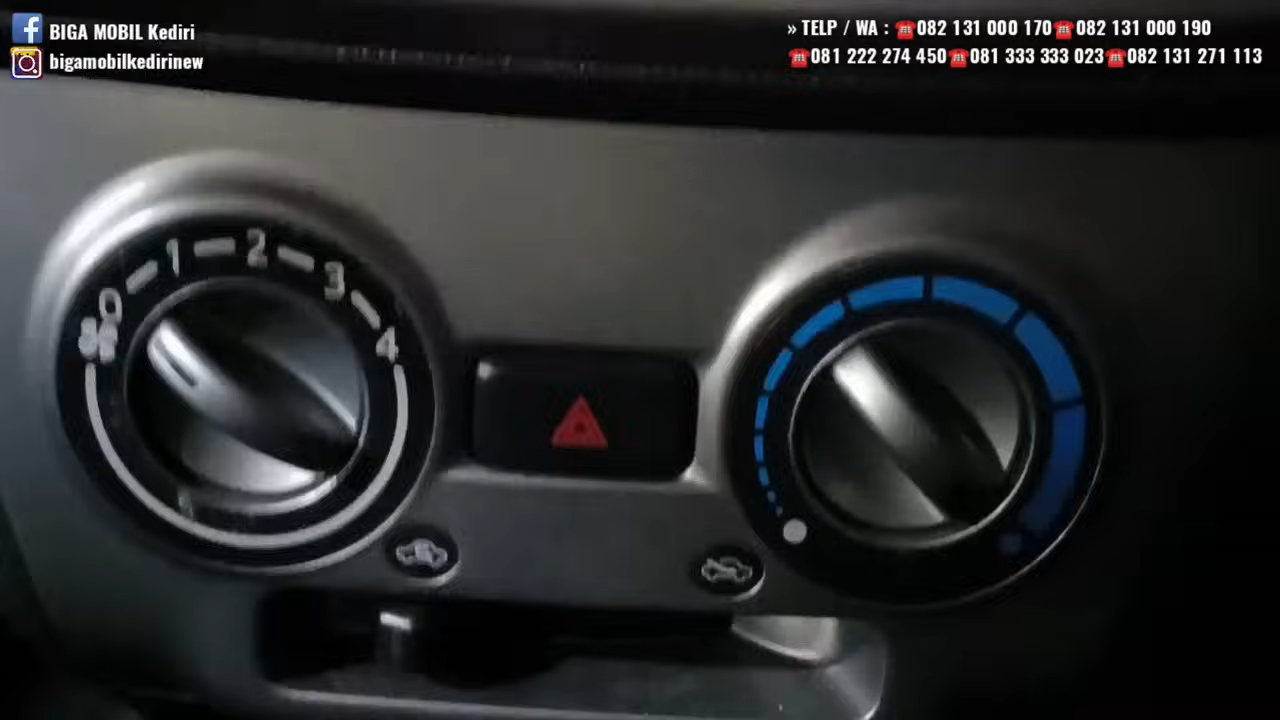 BIGA MOBIL Kediri
bigamobilkedirinew
» TELP / WA : ☎082 131 000 170☎082 131 000 190
☎081 222 274 450☎081 333 333 023☎082 131 271 113
0 1 2 3 4